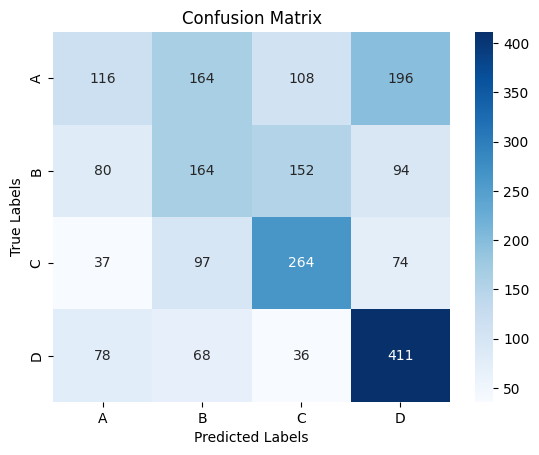 Confusion Matrix
A 116 164 108 196
B 80 164 152 94
C 37 97 264 74
D 78 68 36 411
A B C D
Predicted Labels
True Labels
400
350
300
250
200
150
100
50